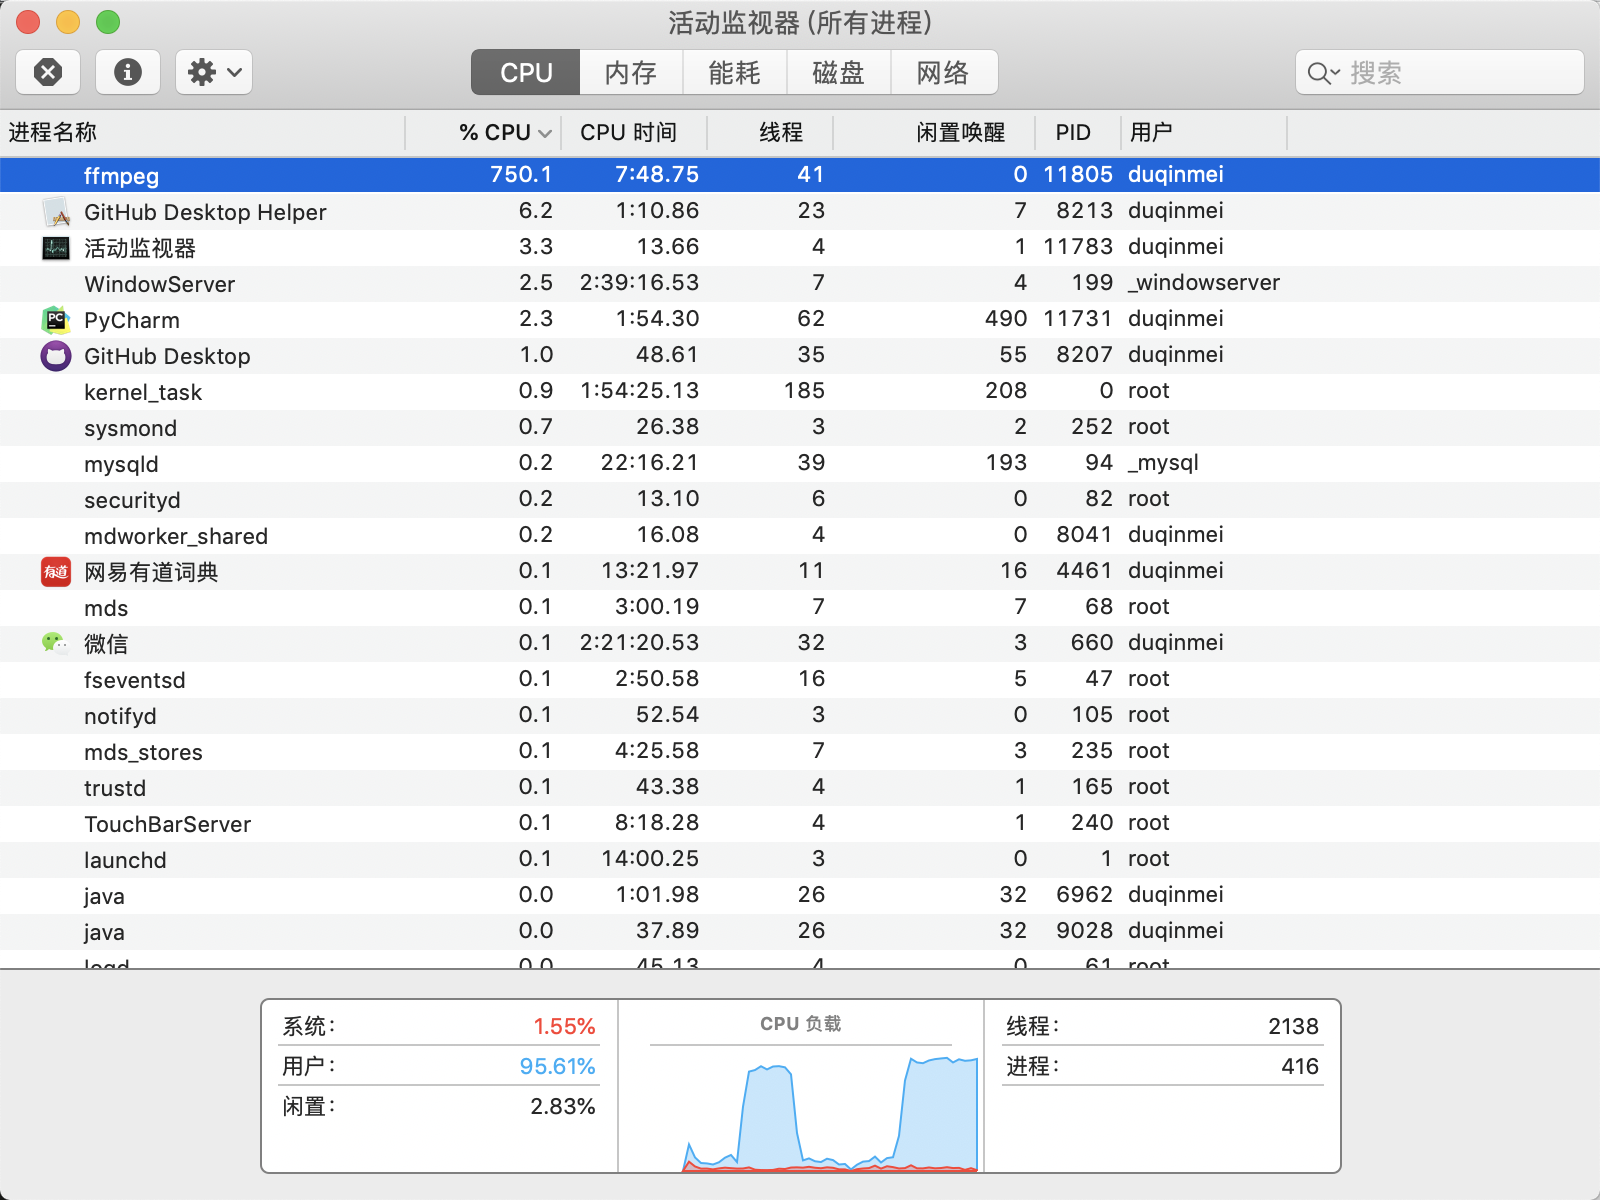 活动监视器 (所有进程)
CPU 内存 能耗 磁盘 网络 搜索
进程名称 % CPU CPU 时间 线程 闲置唤醒 PID 用户
ffmpeg 750.1 7:48.75 41 0 11805 duqinmei
GitHub Desktop Helper 6.2 1:10.86 23 7 8213 duqinmei
活动监视器 3.3 13.66 4 1 11783 duqinmei
WindowServer 2.5 2:39:16.53 7 4 199 _windowserver
PC PyCharm 2.3 1:54.30 62 490 11731 duqinmei
GitHub Desktop 1.0 48.61 35 55 8207 duqinmei
kernel_task 0.9 1:54:25.13 185 208 0 root
sysmond 0.7 26.38 3 2 252 root
mysqld 0.2 22:16.21 39 193 94 _mysql
securityd 0.2 13.10 6 0 82 root
mdworker_shared 0.2 16.08 4 0 8041 duqinmei
有道 网易有道词典 0.1 13:21.97 11 16 4461 duqinmei
mds 0.1 3:00.19 7 7 68 root
微信 0.1 2:21:20.53 32 3 660 duqinmei
fseventsd 0.1 2:50.58 16 5 47 root
notifyd 0.1 52.54 3 0 105 root
mds_stores 0.1 4:25.58 7 3 235 root
trustd 0.1 43.38 4 1 165 root
TouchBarServer 0.1 8:18.28 4 1 240 root
launchd 0.1 14:00.25 3 0 1 root
java 0.0 1:01.98 26 32 6962 duqinmei
java 0.0 37.89 26 32 9028 duqinmei
logd 0.0 45.13 4 0 61 root
系统: 1.55% CPU 负载 线程: 2138
用户: 95.61% 进程: 416
闲置: 2.83%